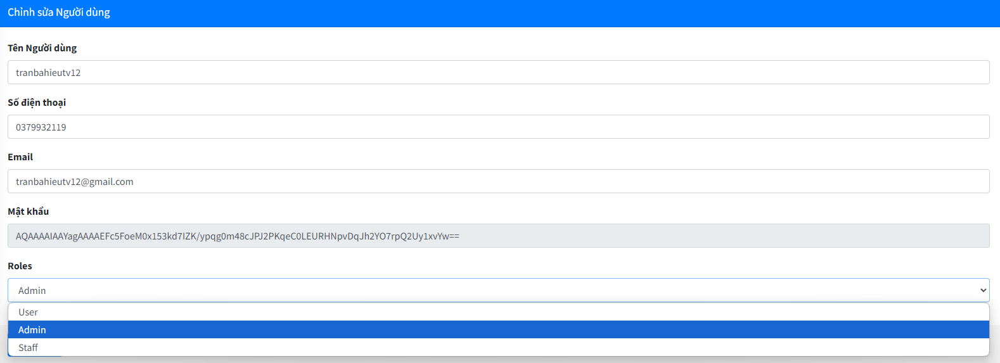 Chỉnh sửa Người dùng
Tên Người dùng
tranbahieutv12
Số điện thoại
0379932119
Email
tranbahieutv12@gmail.com
Mật khẩu
AQAAAAIAAYagAAAAEFc5FoeM0x153kd7IZK/ypqg0m48cJPJ2PKqeC0LEURHNpvDqJh2YO7rpQ2Uy1xvYw==
Roles
Admin
User
Admin
Staff